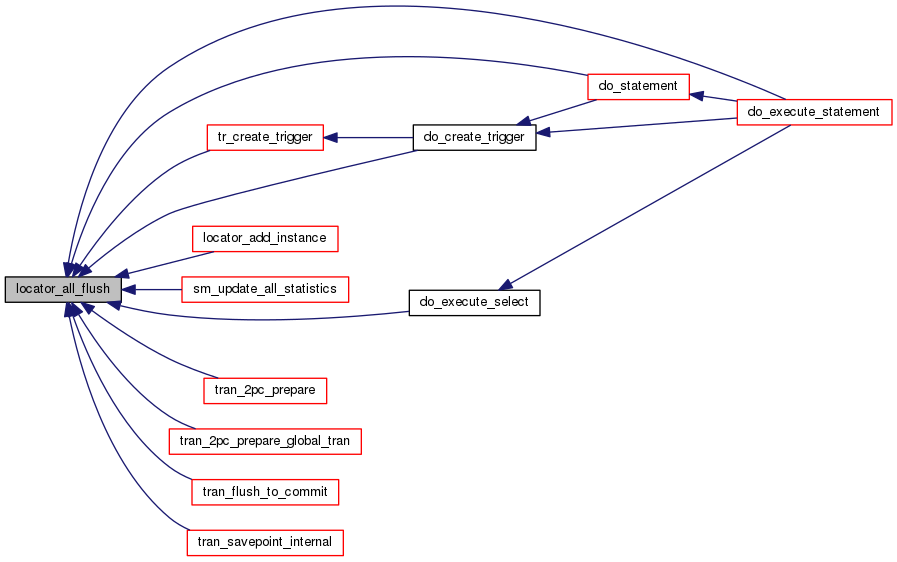 do_statement
do_execute_statement
tr_create_trigger
do_create_trigger
locator_add_instance
locator_all_flush
sm_update_all_statistics
do_execute_select
tran_2pc_prepare
tran_2pc_prepare_global_tran
tran_flush_to_commit
tran_savepoint_internal